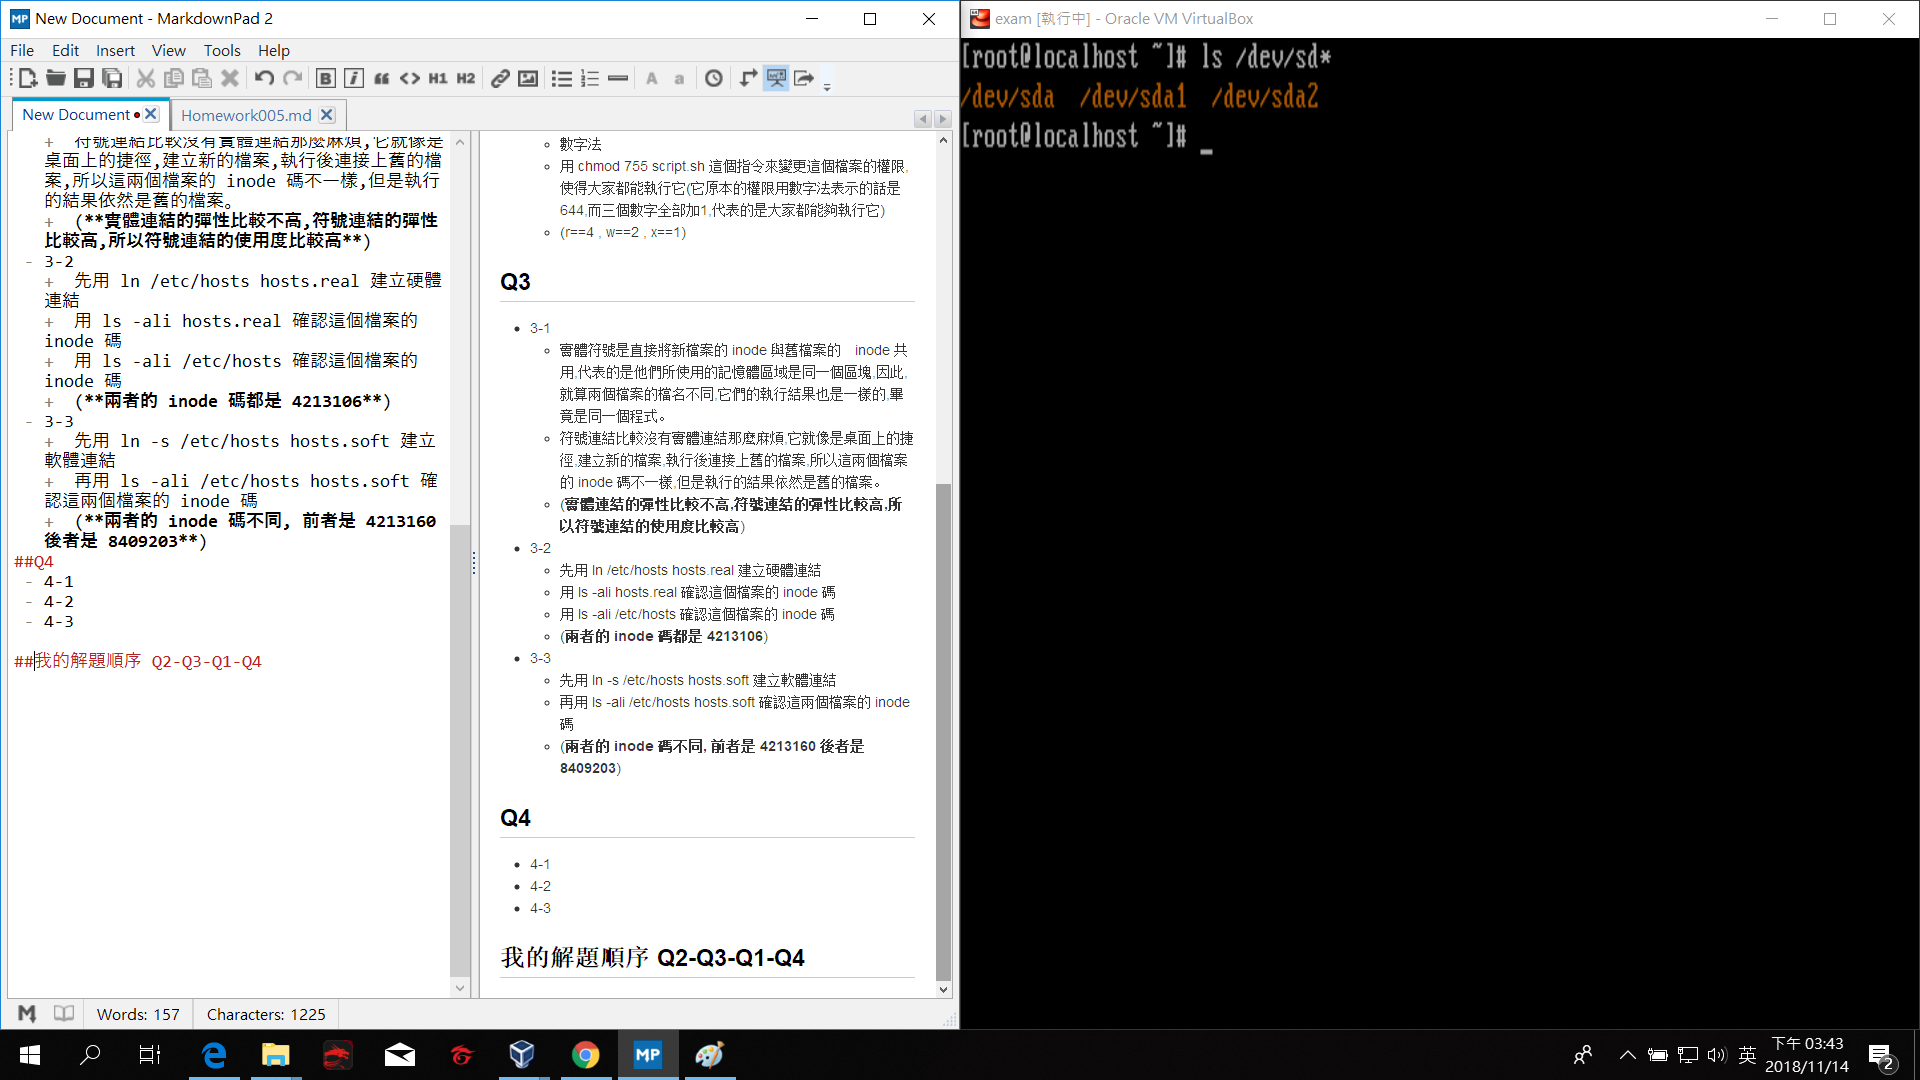 New Document - MarkdownPad 2
File Edit Insert View Tools Help
H1 H2
New Document
Homework005.md
+ 符號連結比較沒有實體連結那麼麻煩,它就像是
桌面上的捷徑,建立新的檔案,執行後連接上舊的檔
案,所以這兩個檔案的 inode 碼不一樣,但是執行
的結果依然是舊的檔案。
+ (**實體連結的彈性比較不高,符號連結的彈性
比較高,所以符號連結的使用度比較高**)
- 3-2
+ 先用 ln /etc/hosts hosts.real 建立硬體
連結
+ 用 ls -ali hosts.real 確認這個檔案的
inode 碼
+ 用 ls -ali /etc/hosts 確認這個檔案的
inode 碼
+ (**兩者的 inode 碼都是 4213106**)
- 3-3
+ 先用 ln -s /etc/hosts hosts.soft 建立
軟體連結
+ 再用 ls -ali /etc/hosts hosts.soft 確
認這兩個檔案的 inode 碼
+ (**兩者的 inode 碼不同, 前者是 4213160
後者是 8409203**)
##Q4
- 4-1
- 4-2
- 4-3
##我的解題順序 Q2-Q3-Q1-Q4
數字法
用 chmod 755 script.sh 這個指令來變更這個檔案的權限,
使得大家都能執行它(它原本的權限用數字法表示的話是
644,而三個數字全部加1,代表的是大家都能夠執行它)
(r==4 , w==2 , x==1)
Q3
3-1
實體符號是直接將新檔案的 inode 與舊檔案的 inode 共
用,代表的是他們所使用的記憶體區域是同一個區塊,因此,
就算兩個檔案的檔名不同,它們的執行結果也是一樣的,畢
竟是同一個程式。
符號連結比較沒有實體連結那麼麻煩,它就像是桌面上的捷
徑,建立新的檔案,執行後連接上舊的檔案,所以這兩個檔案
的 inode 碼不一樣,但是執行的結果依然是舊的檔案。
(實體連結的彈性比較不高,符號連結的彈性比較高,所
以符號連結的使用度比較高)
3-2
先用 ln /etc/hosts hosts.real 建立硬體連結
用 ls -ali hosts.real 確認這個檔案的 inode 碼
用 ls -ali /etc/hosts 確認這個檔案的 inode 碼
(兩者的 inode 碼都是 4213106)
3-3
先用 ln -s /etc/hosts hosts.soft 建立軟體連結
再用 ls -ali /etc/hosts hosts.soft 確認這兩個檔案的 inode
碼
(兩者的 inode 碼不同, 前者是 4213160 後者是
8409203)
Q4
4-1
4-2
4-3
我的解題順序 Q2-Q3-Q1-Q4
Words: 157 Characters: 1225
exam [執行中] - Oracle VM VirtualBox
[root@localhost ~]# ls /dev/sd*
/dev/sda /dev/sda1 /dev/sda2
[root@localhost ~]# _
MP
英
下午 03:43
2018/11/14
2